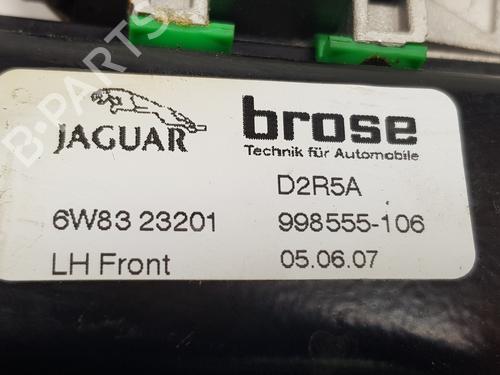 JAGUAR
brose
Technik für Automobile
D2R5A
6W83 23201
998555-106
LH Front
05.06.07
B-PARTS